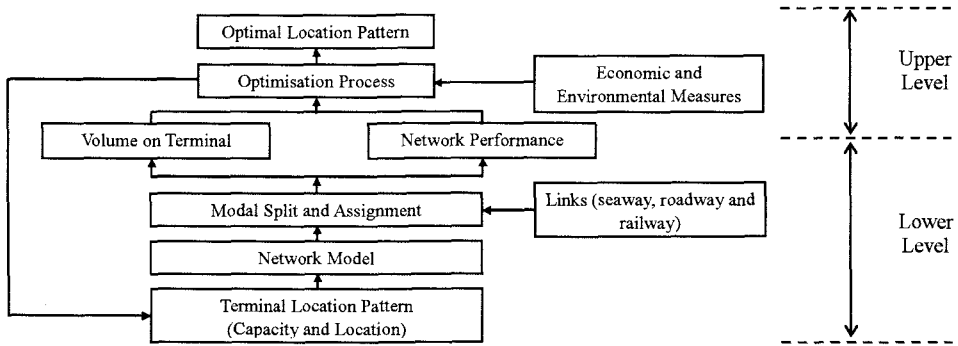 Optimal Location Pattern
Optimisation Process
Economic and
Environmental Measures
Upper
Level
Volume on Terminal
Network Performance
Modal Split and Assignment
Links (seaway, roadway and
railway)
Lower
Level
Network Model
Terminal Location Pattern
(Capacity and Location)